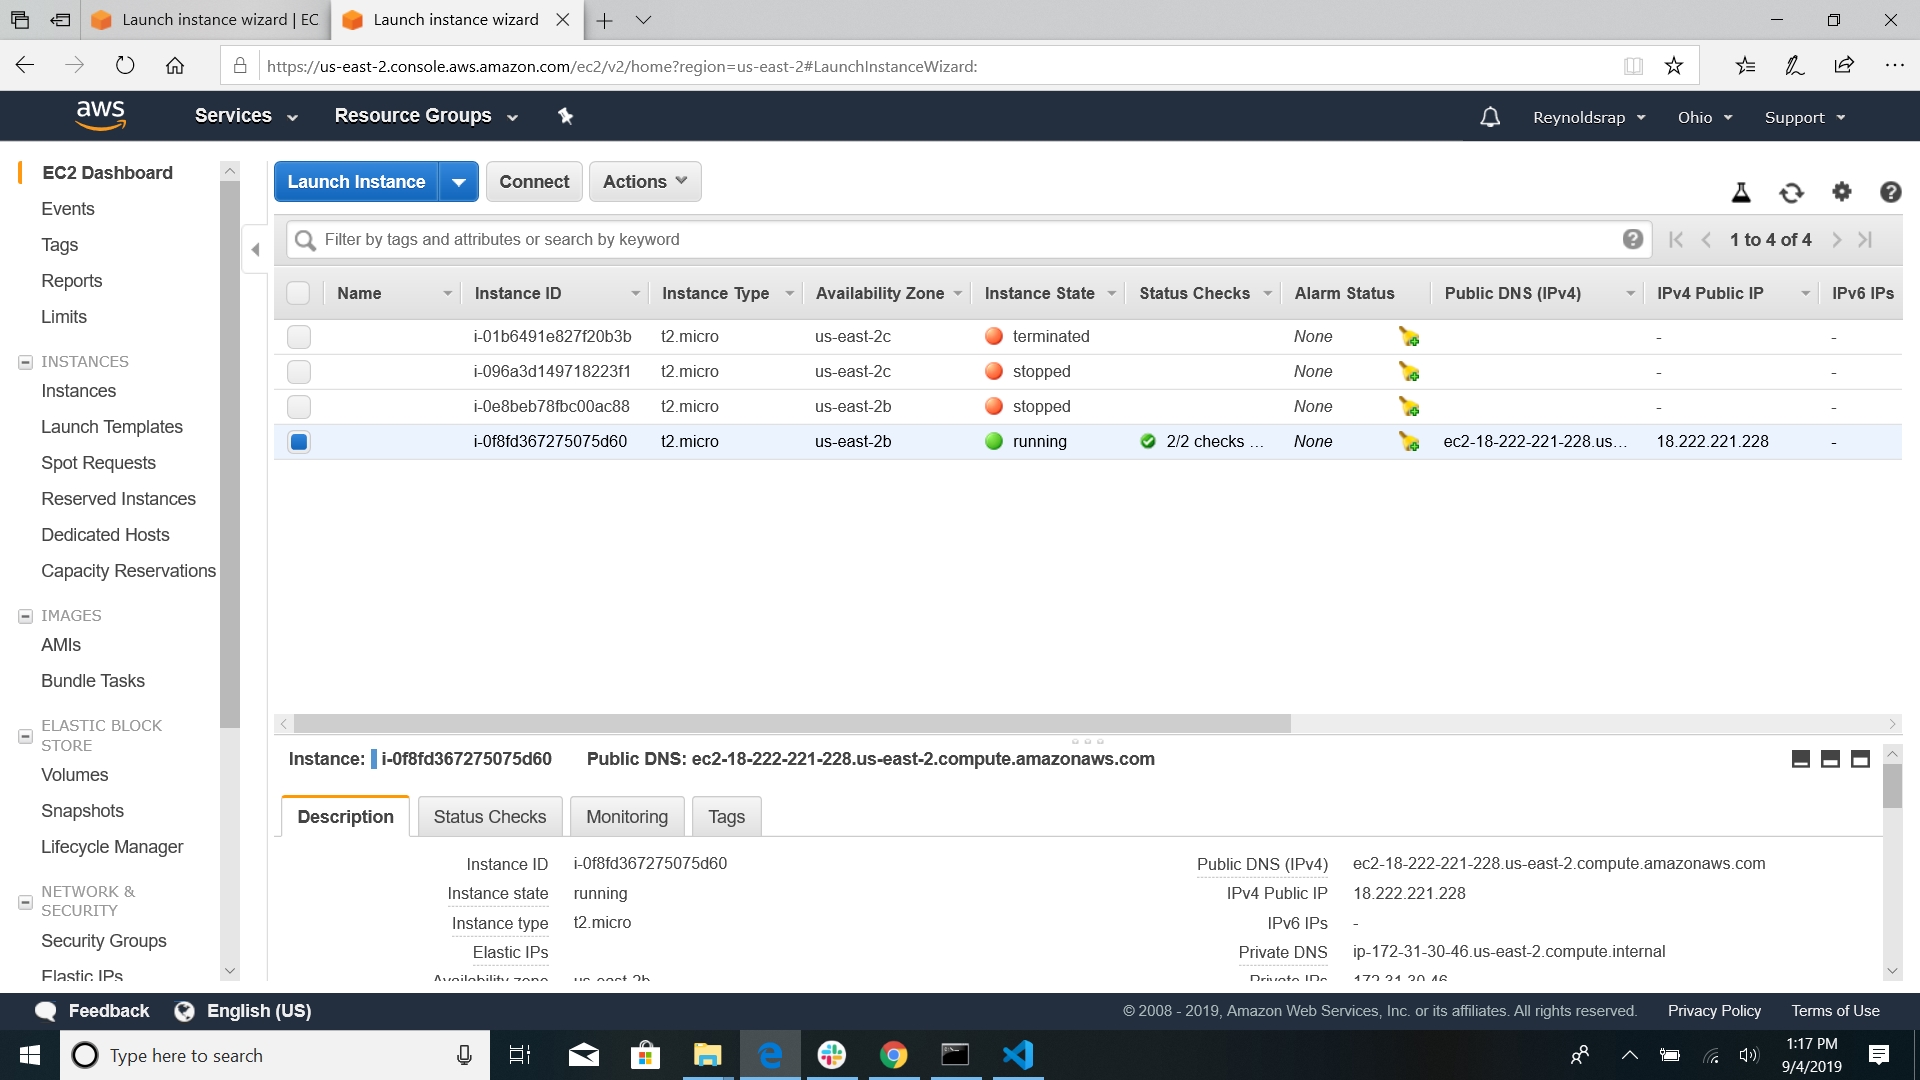 Launch instance wizard | EC
Launch instance wizard
https://us-east-2.console.aws.amazon.com/ec2/v2/home?region=us-east-2#LaunchInstanceWizard:
aws Services Resource Groups Reynoldsrap Ohio Support
EC2 Dashboard
Events
Tags
Reports
Limits
INSTANCES
Instances
Launch Templates
Spot Requests
Reserved Instances
Dedicated Hosts
Capacity Reservations
IMAGES
AMIs
Bundle Tasks
ELASTIC BLOCK
STORE
Volumes
Snapshots
Lifecycle Manager
NETWORK &
SECURITY
Security Groups
Elastic IPs
Launch Instance Connect Actions
Filter by tags and attributes or search by keyword 1 to 4 of 4
Name Instance ID Instance Type Availability Zone Instance State Status Checks Alarm Status Public DNS (IPv4) IPv4 Public IP IPv6 IPs
i-01b6491e827f20b3b t2.micro us-east-2c terminated None - -
i-096a3d149718223f1 t2.micro us-east-2c stopped None - -
i-0e8beb78fbc00ac88 t2.micro us-east-2b stopped None - -
i-0f8fd367275075d60 t2.micro us-east-2b running 2/2 checks ... None ec2-18-222-221-228.us... 18.222.221.228 -
Instance: i-0f8fd367275075d60 Public DNS: ec2-18-222-221-228.us-east-2.compute.amazonaws.com
Description Status Checks Monitoring Tags
Instance ID i-0f8fd367275075d60 Public DNS (IPv4) ec2-18-222-221-228.us-east-2.compute.amazonaws.com
Instance state running IPv4 Public IP 18.222.221.228
Instance type t2.micro IPv6 IPs -
Elastic IPs Private DNS ip-172-31-30-46.us-east-2.compute.internal
Availability zone us-east-2b Private IPs 172.31.30.46
Feedback English (US) © 2008 - 2019, Amazon Web Services, Inc. or its affiliates. All rights reserved. Privacy Policy Terms of Use
Type here to search
1:17 PM
9/4/2019